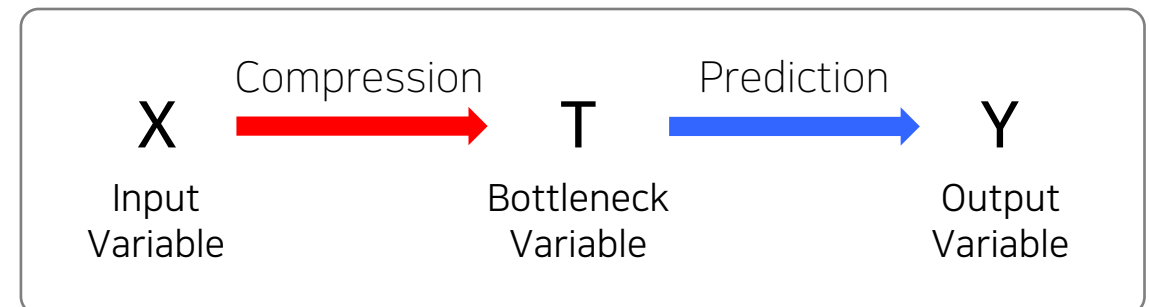 Compression
Prediction
X
T
Y
Input
Variable
Bottleneck
Variable
Output
Variable